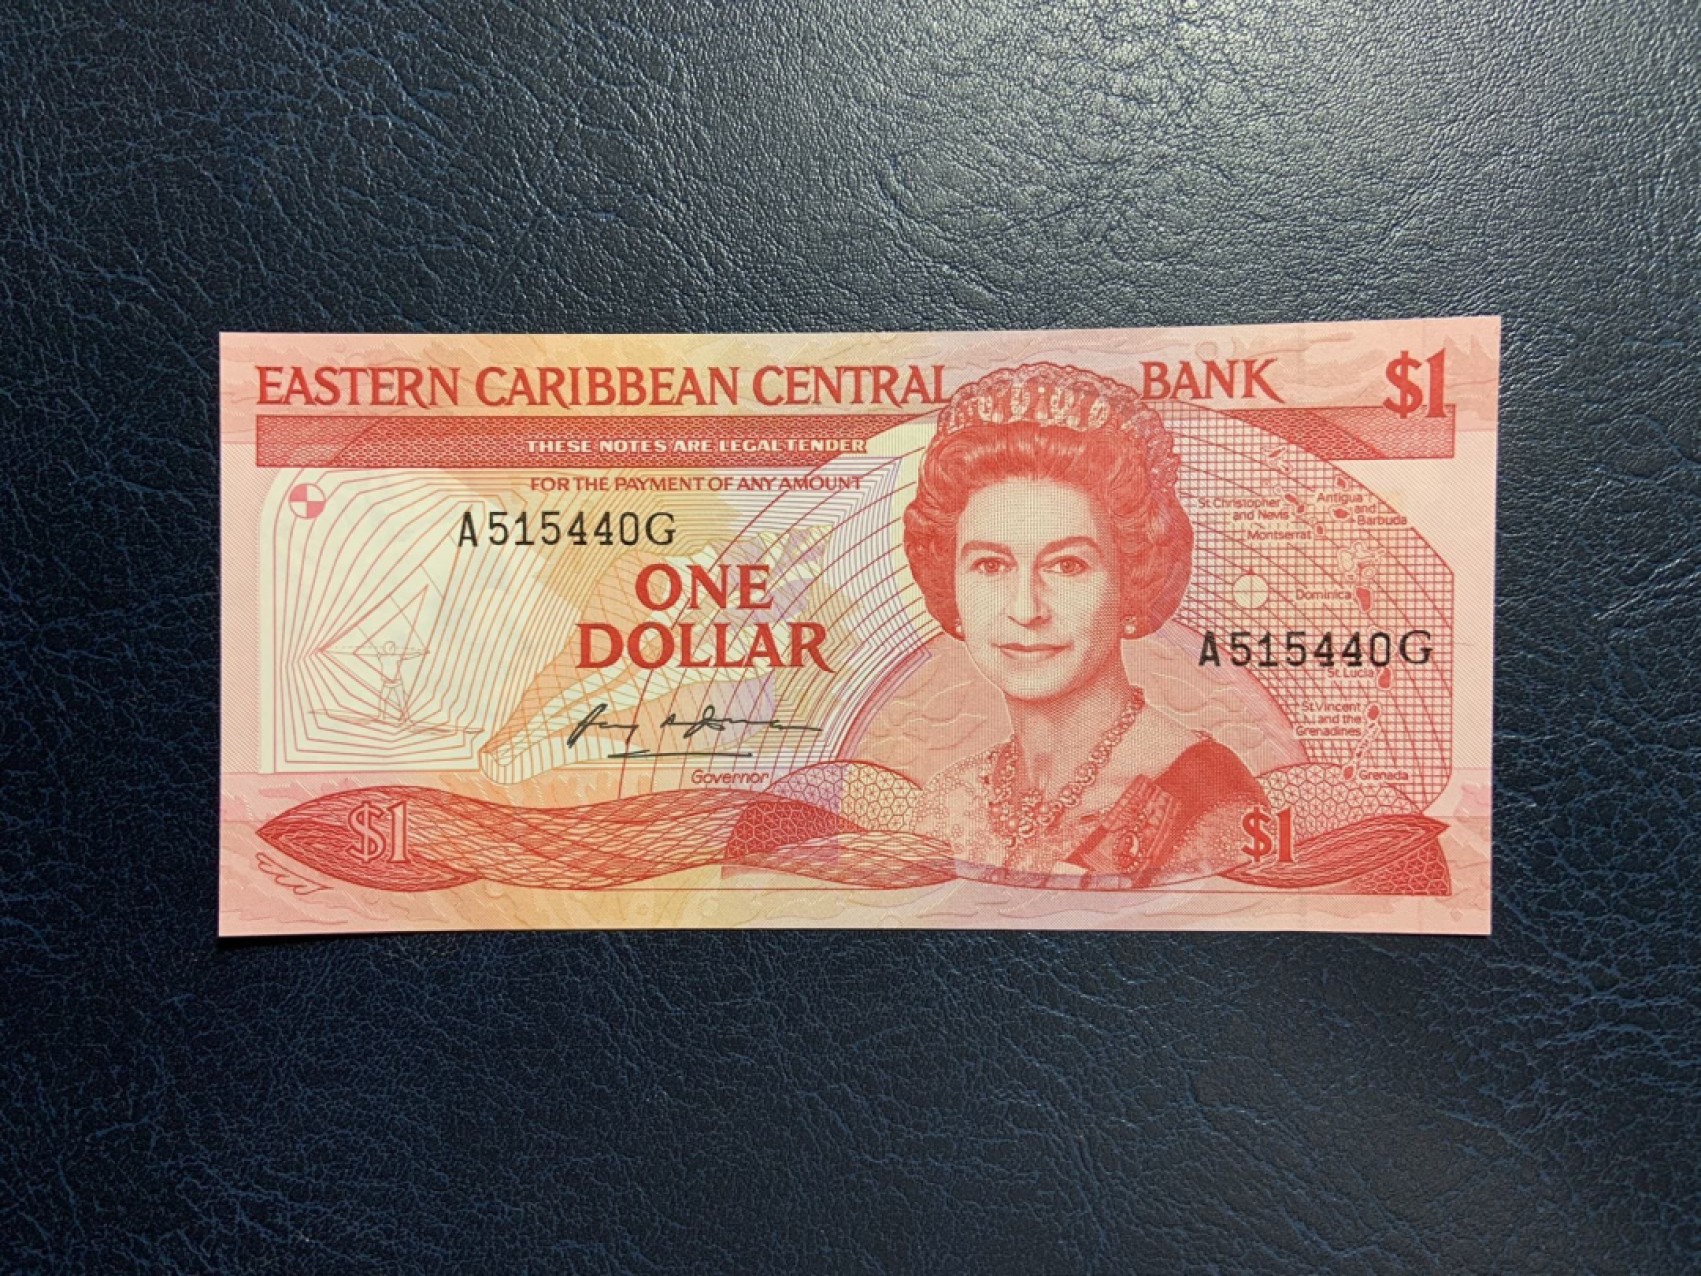 EASTERN CARIBBEAN CENTRAL BANK $1
THESE NOTES ARE LEGAL TENDER
FOR THE PAYMENT OF ANY AMOUNT
A515440G
ONE
DOLLAR
Governor
$1
St Christopher
and Nevis
Antigua
and
Barbuda
Montserrat
Dominica
A515440G
St. Lucia
St Vincent
and the
Grenadines
Grenada
$1